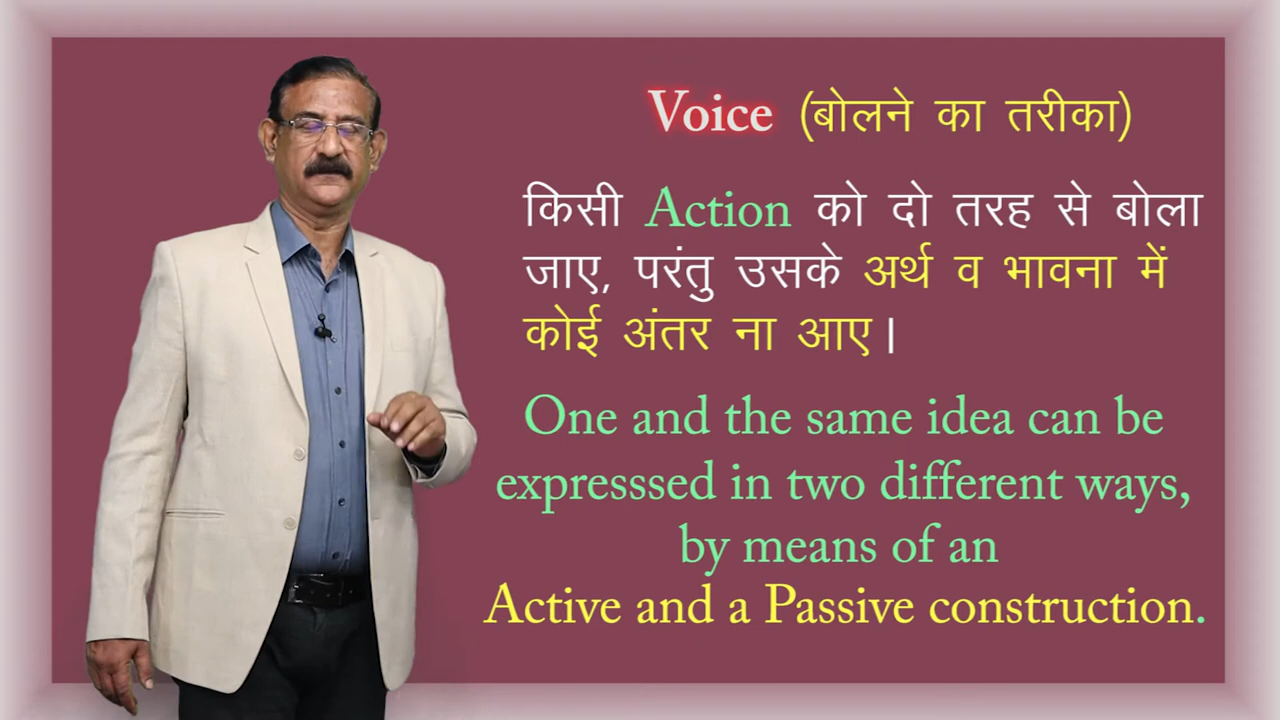 Voice (बोलने का तरीका)
किसी Action को दो तरह से बोला
जाए, परंतु उसके अर्थ व भावना में
कोई अंतर ना आए।
One and the same idea can be
expresssed in two different ways,
by means of an
Active and a Passive construction.